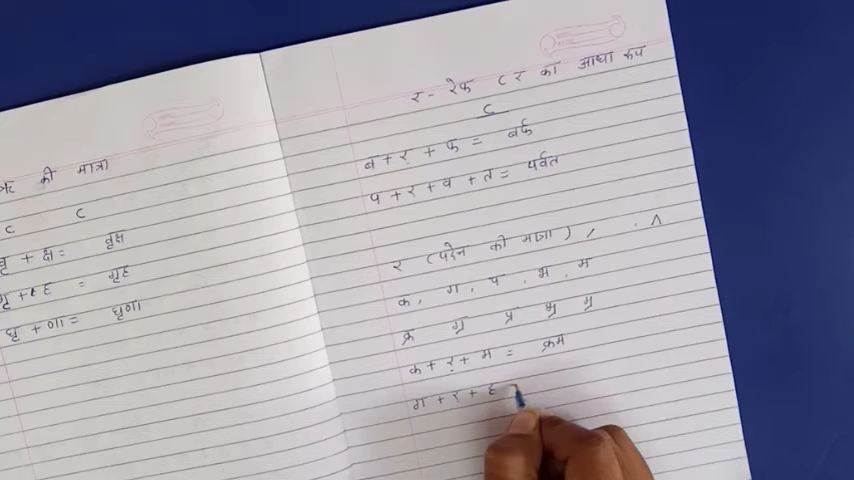 ऋ की मात्रा
वृ + क्ष = वृक्ष
गृ + ह = गृह
घृ + णा = घृणा
र - रेफ र का आधा रूप
ब + र + फ = बर्फ
प + र + व + त = पर्वत
र (पदेन की मात्रा) /, . ^
क, ग, प, भ, म
क्र ग्र प्र भ्र म्र
क + र + म = क्रम
ग + र + ह =